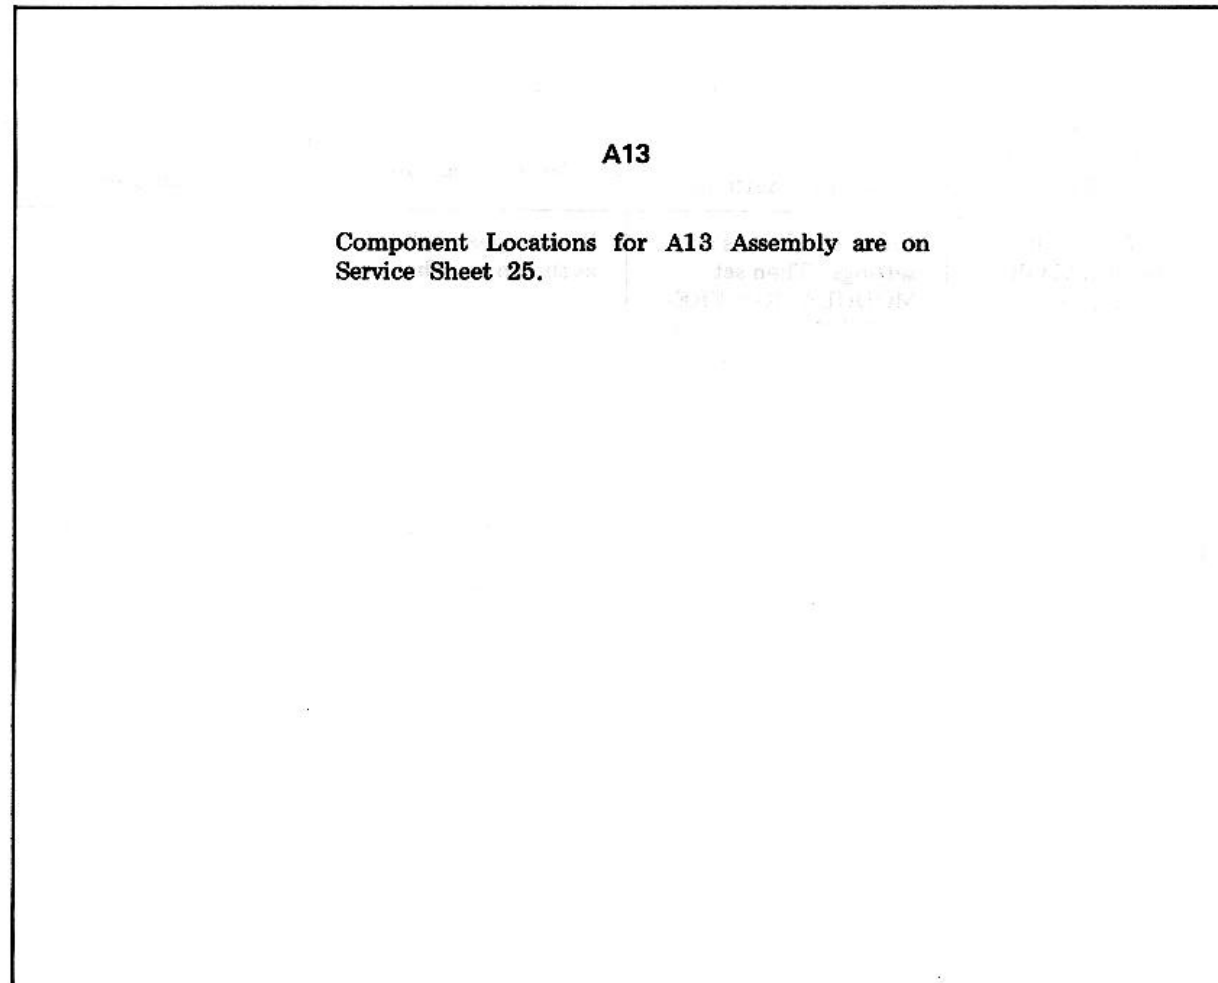 A13
Component Locations for A13 Assembly are on
Service Sheet 25.